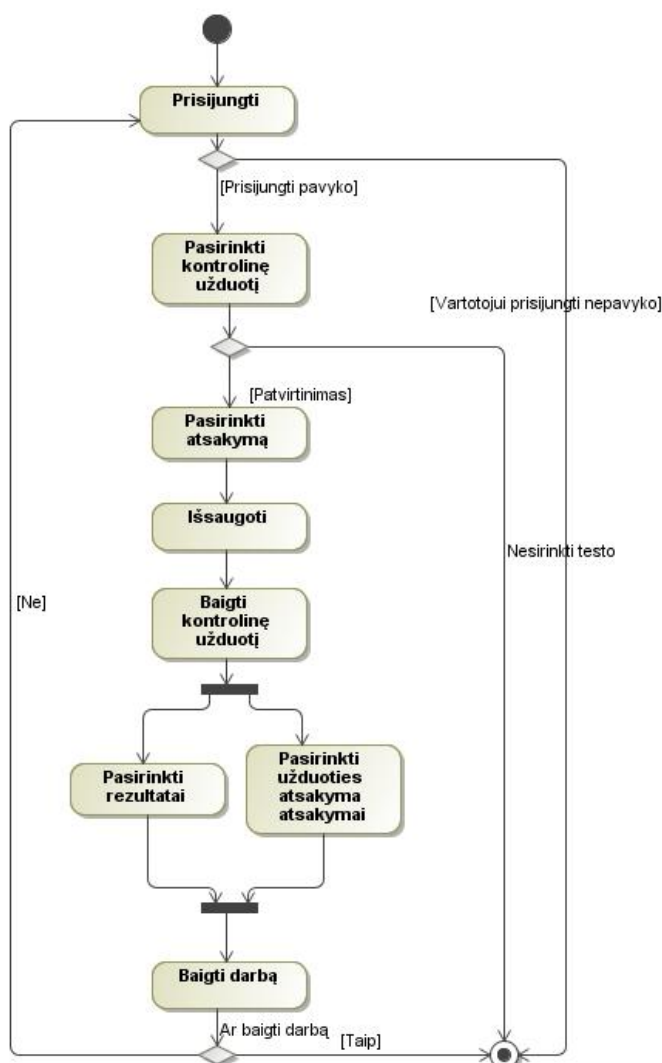 Prisijungti
[Prisijungti pavyko]
Pasirinkti
kontrolinę
užduotį
[Vartotojui prisijungti nepavyko]
[Patvirtinimas]
Pasirinkti
atsakymą
Išsaugoti
Nesirinkti testo
[Ne]
Baigti
kontrolinę
užduotį
Pasirinkti
rezultatai
Pasirinkti
užduoties
atsakyma
atsakymai
Baigti darbą
Ar baigti darbą
[Taip]